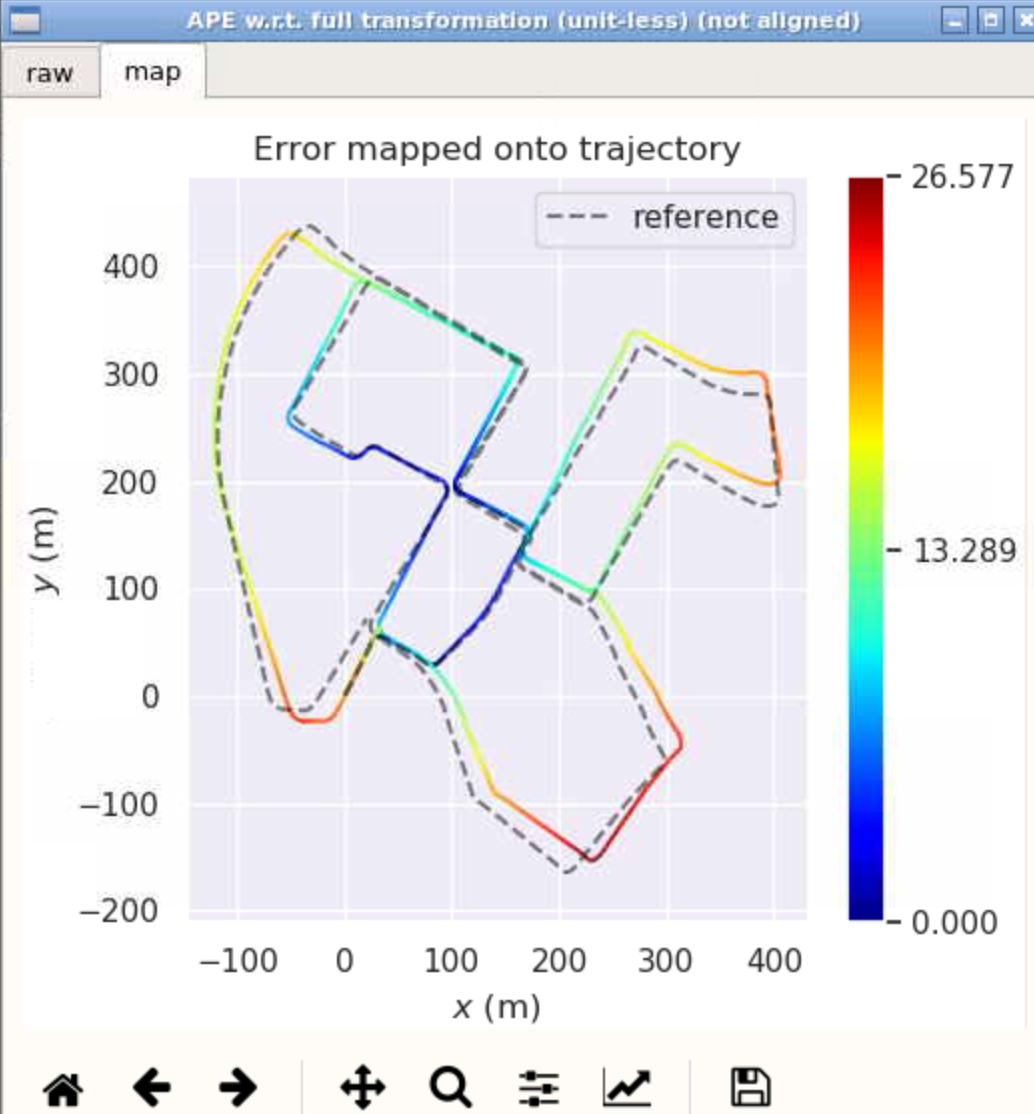 APE w.r.t. full transformation (unit-less) (not aligned)
raw map
Error mapped onto trajectory
reference
26.577
13.289
0.000
400
300
200
100
0
−100
−200
y (m)
−100 0 100 200 300 400
x (m)